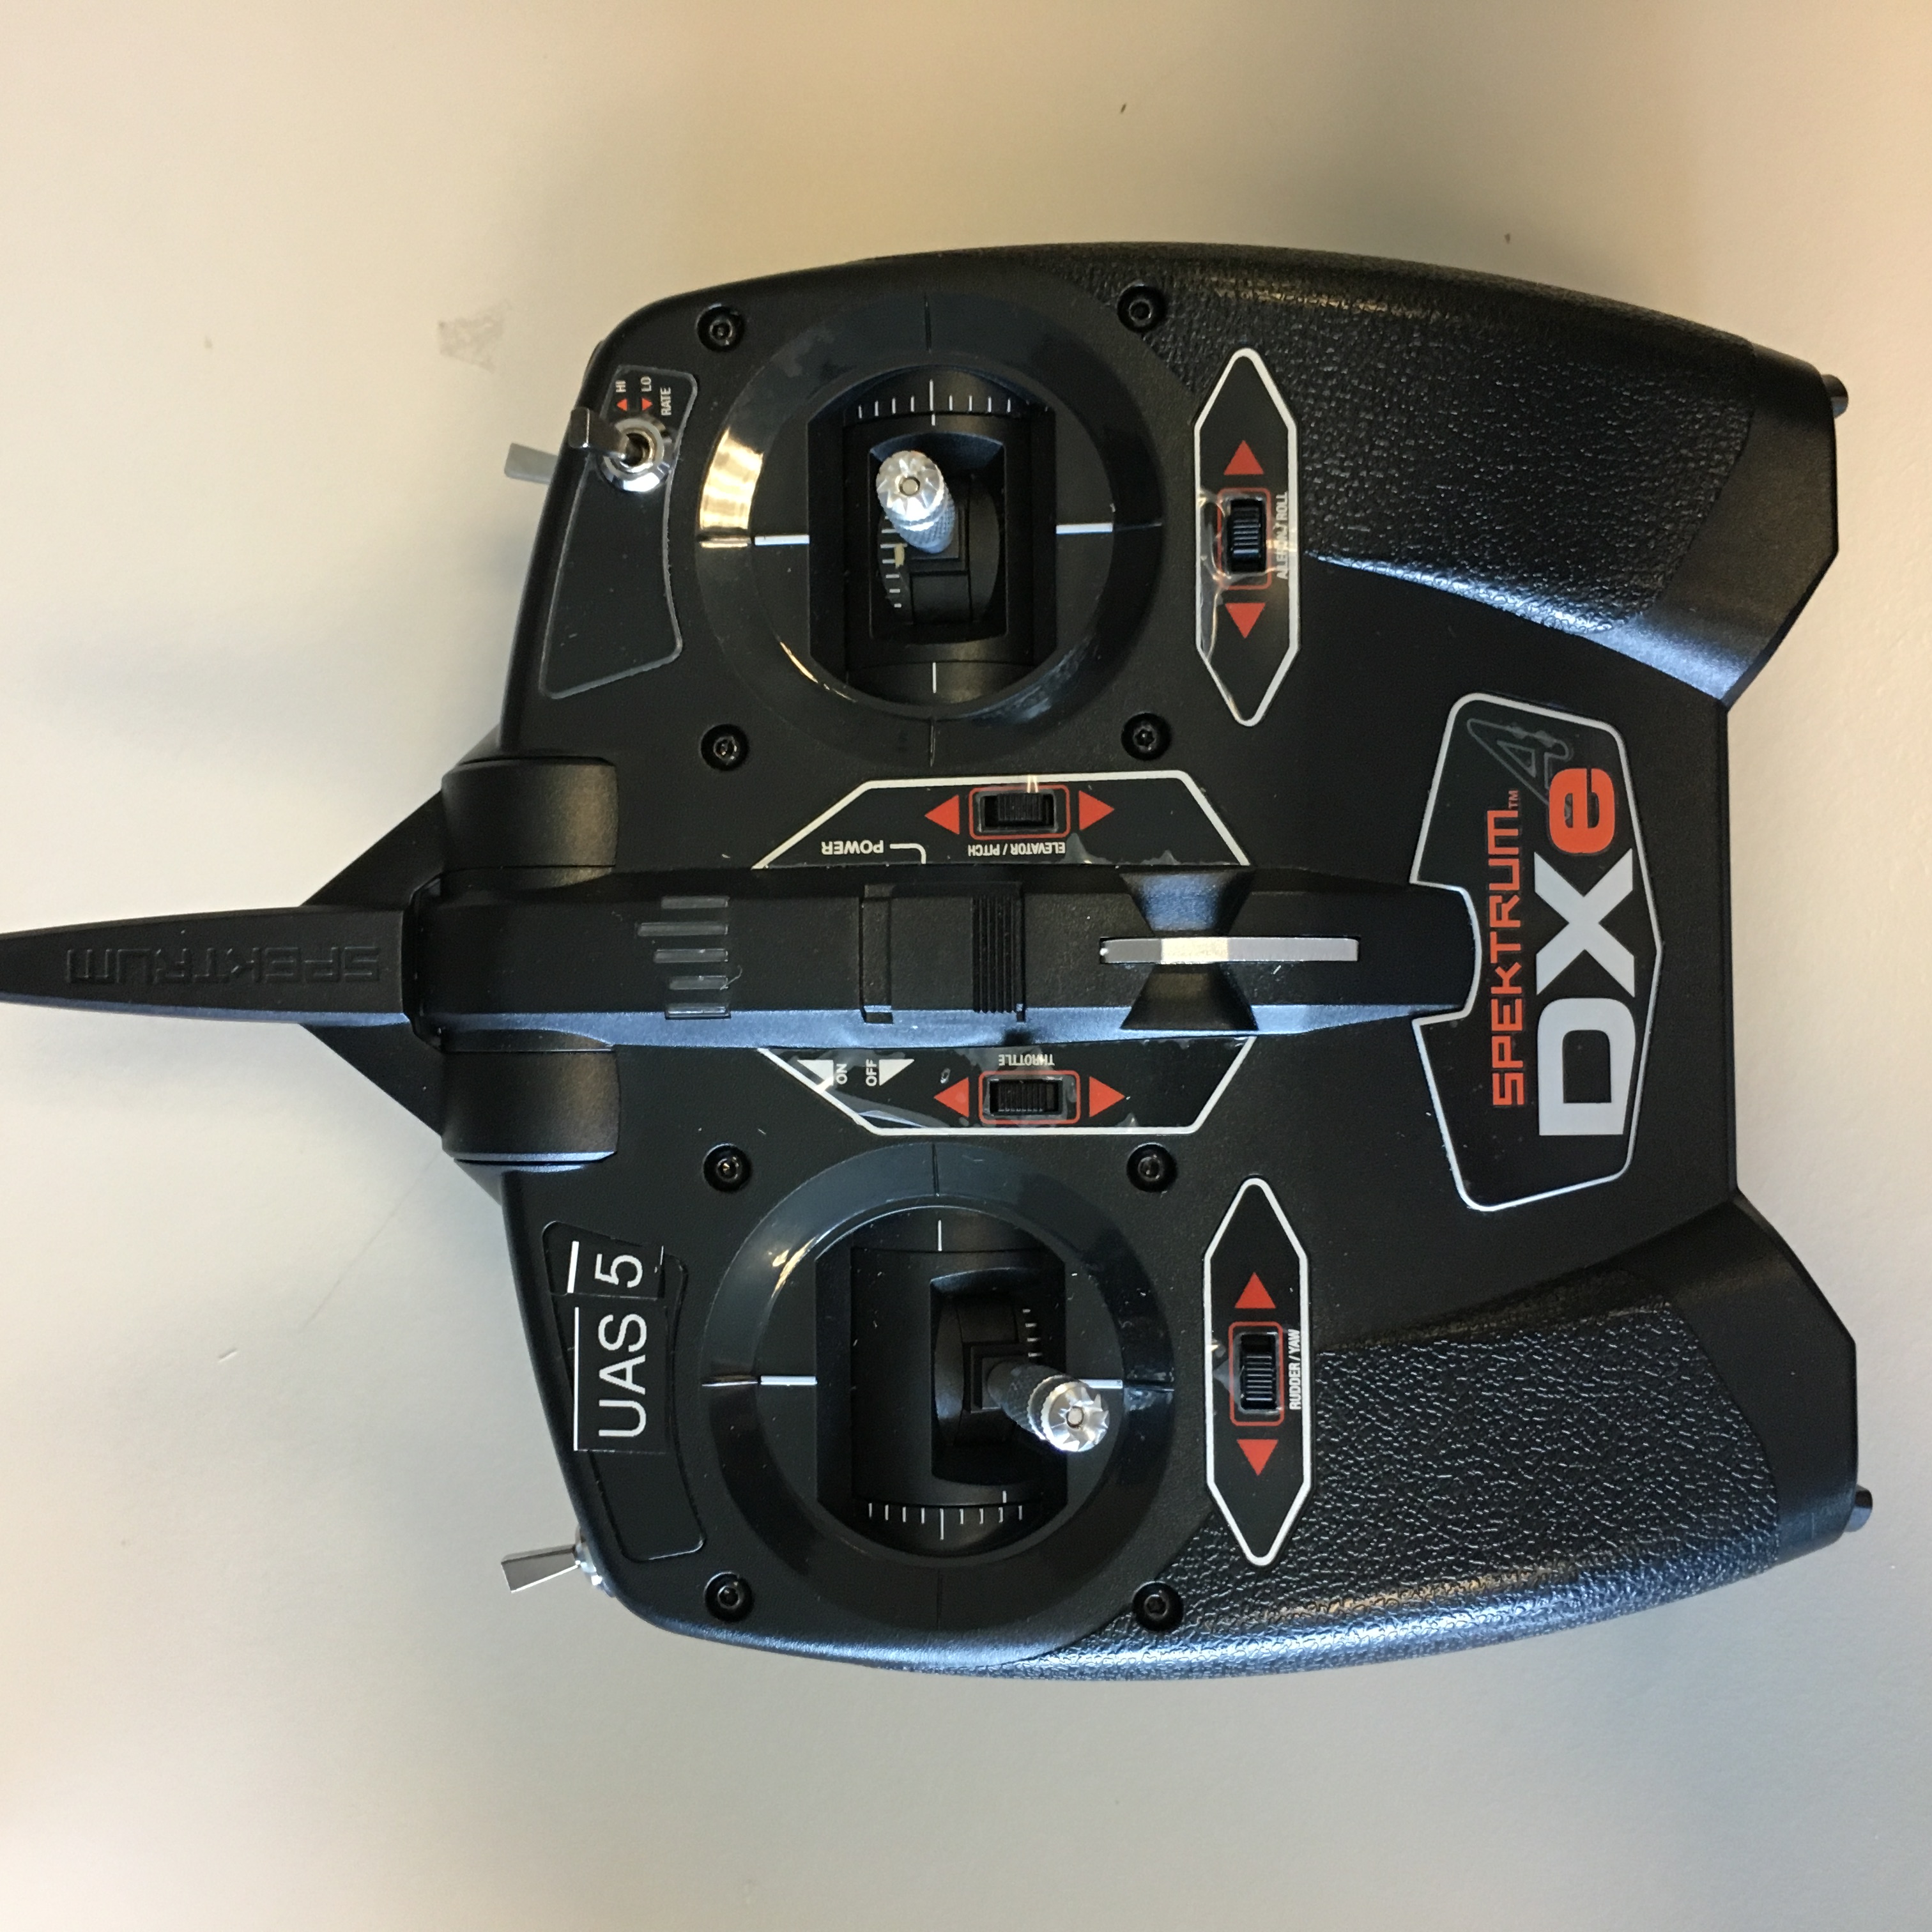 UAS 5
SPEKTRUM
HI
LO
RATE
ON
OFF
THROTTLE
POWER
ELEVATOR / PITCH
RUDDER / YAW
AILERON / ROLL
SPEKTRUM™
DXe